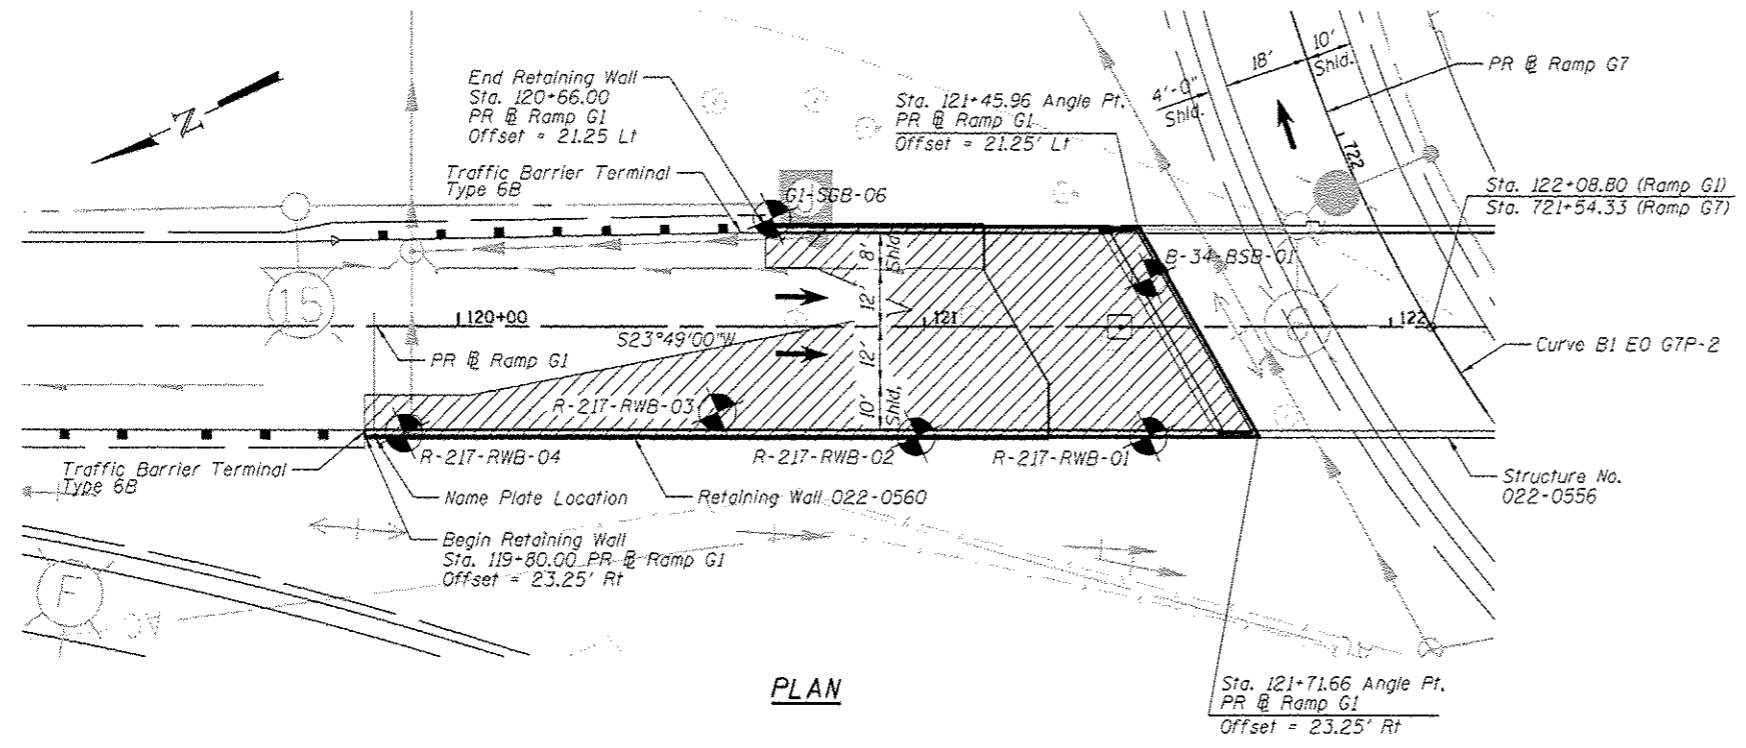 End Retaining Wall
Sta. 120+66.00
PR ℄ Ramp G1
Offset = 21.25 Lt
Traffic Barrier Terminal
Type 6B
G1-SGB-06
Sta. 121+45.96 Angle Pt.
PR ℄ Ramp G1
Offset = 21.25' Lt
4'-0"
Shld.
18'
10'
Shld.
PR ℄ Ramp G7
122
Sta. 122+08.80 (Ramp G1)
Sta. 721+54.33 (Ramp G7)
Z
15
8'
Shld.
12'
12'
10'
Shld.
B-34-BSB-01
120+00
S23°49'00"W
121
122
PR ℄ Ramp G1
Curve B1 EO G7P-2
R-217-RWB-03
R-217-RWB-04
R-217-RWB-02
R-217-RWB-01
Traffic Barrier Terminal
Type 6B
Name Plate Location
Retaining Wall 022-0560
Structure No.
022-0556
Begin Retaining Wall
Sta. 119+80.00 PR ℄ Ramp G1
Offset = 23.25' Rt
F
PLAN
Sta. 121+71.66 Angle Pt.
PR ℄ Ramp G1
Offset = 23.25' Rt